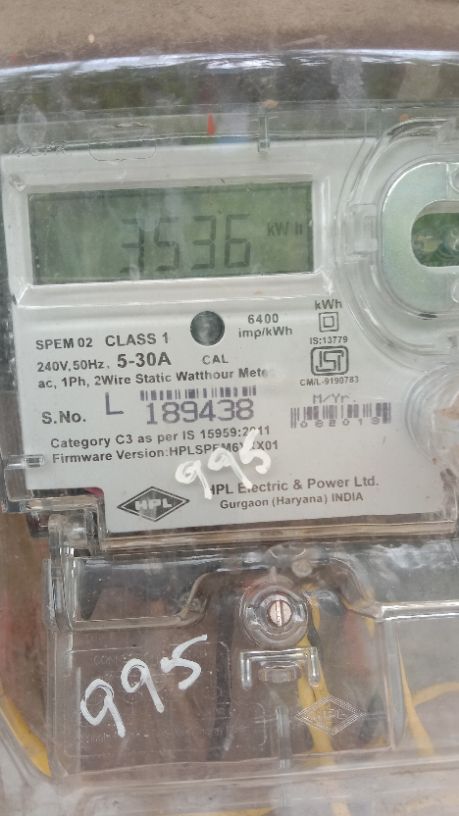 3536 kWh
SPEM 02 CLASS 1
6400
imp/kWh
kWh
IS:13779
240V,50Hz, 5-30A
CAL
ac, 1Ph, 2Wire Static Watthour Meter
ISI
CM/L-9190783
S.No. L 189438
M/Yr.
Category C3 as per IS 15959:2011
995
HPL
HPL Electric & Power Ltd.
Gurgaon (Haryana) INDIA
995
HPL